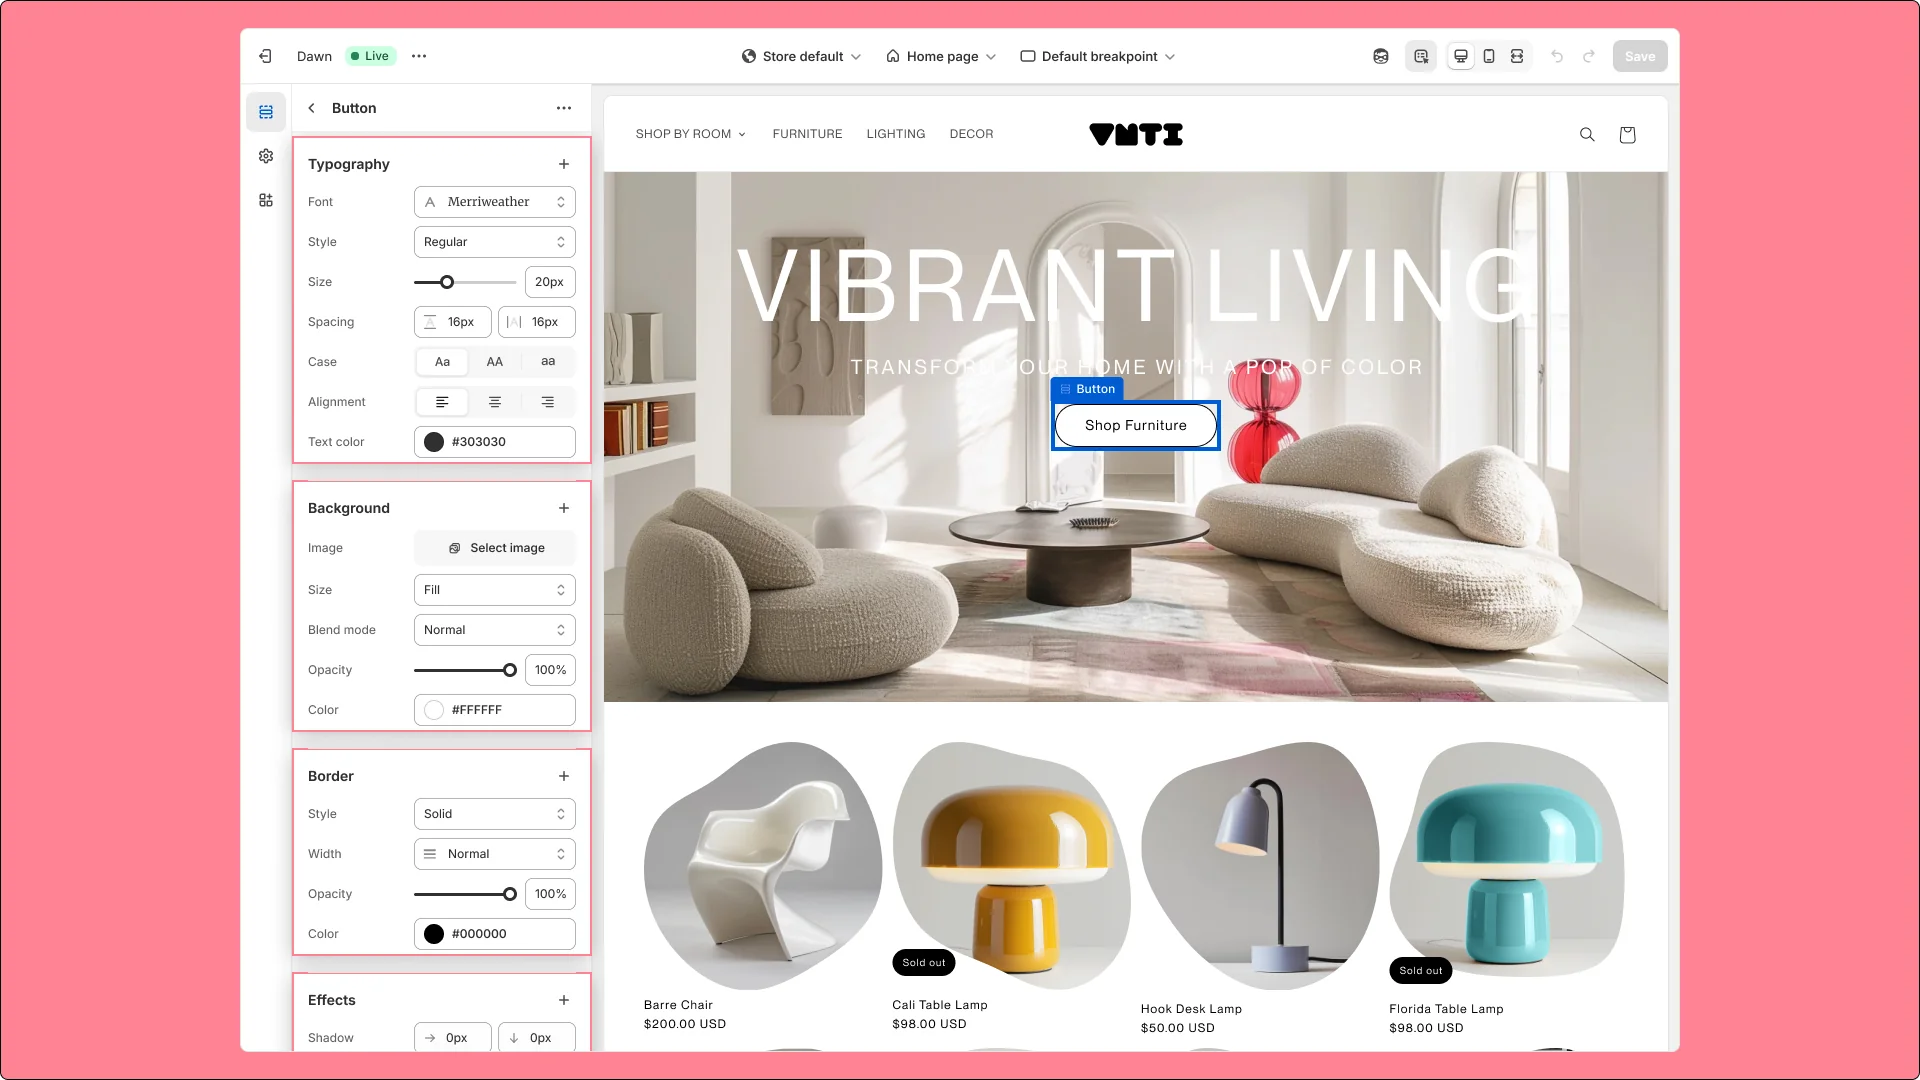 Dawn
Live
Store default
Home page
Default breakpoint
Save
Button
Typography
Font
Merriweather
Style
Regular
Size
20px
Spacing
16px
16px
Case
Aa
AA
aa
Alignment
Text color
#303030
Background
Image
Select image
Size
Fill
Blend mode
Normal
Opacity
100%
Color
#FFFFFF
Border
Style
Solid
Width
Normal
Opacity
100%
Color
#000000
Effects
Shadow
0px
0px
SHOP BY ROOM
FURNITURE
LIGHTING
DECOR
VNTI
VIBRANT LIVING
TRANSFORM YOUR HOME WITH A POP OF COLOR
Button
Shop Furniture
Barre Chair
$200.00 USD
Sold out
Cali Table Lamp
$98.00 USD
Hook Desk Lamp
$50.00 USD
Sold out
Florida Table Lamp
$98.00 USD